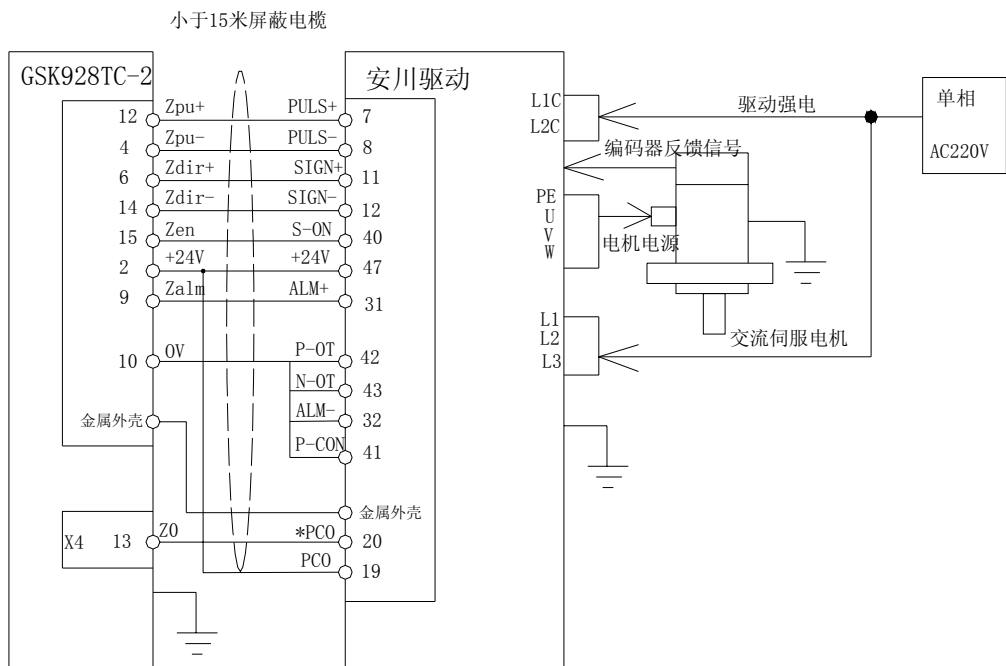 小于15米屏蔽电榄
GSK928TC-2
安川驱动
12 Zpu+ PULS+ 7
4 Zpu- PULS- 8
6 Zdir+ SIGN+ 11
14 Zdir- SIGN- 12
15 Zen S-ON 40
2 +24V +24V 47
9 Zalm ALM+ 31
10 0V P-OT 42
N-OT 43
ALM- 32
P-CON 41
金属外壳
金属外壳
X4 13 Z0 *PCO 20
PCO 19
L1C
L2C
驱动强电
单相
AC220V
编码器反馈信号
PE
U
V
W
电机电源
L1
L2
L3
交流伺服电机